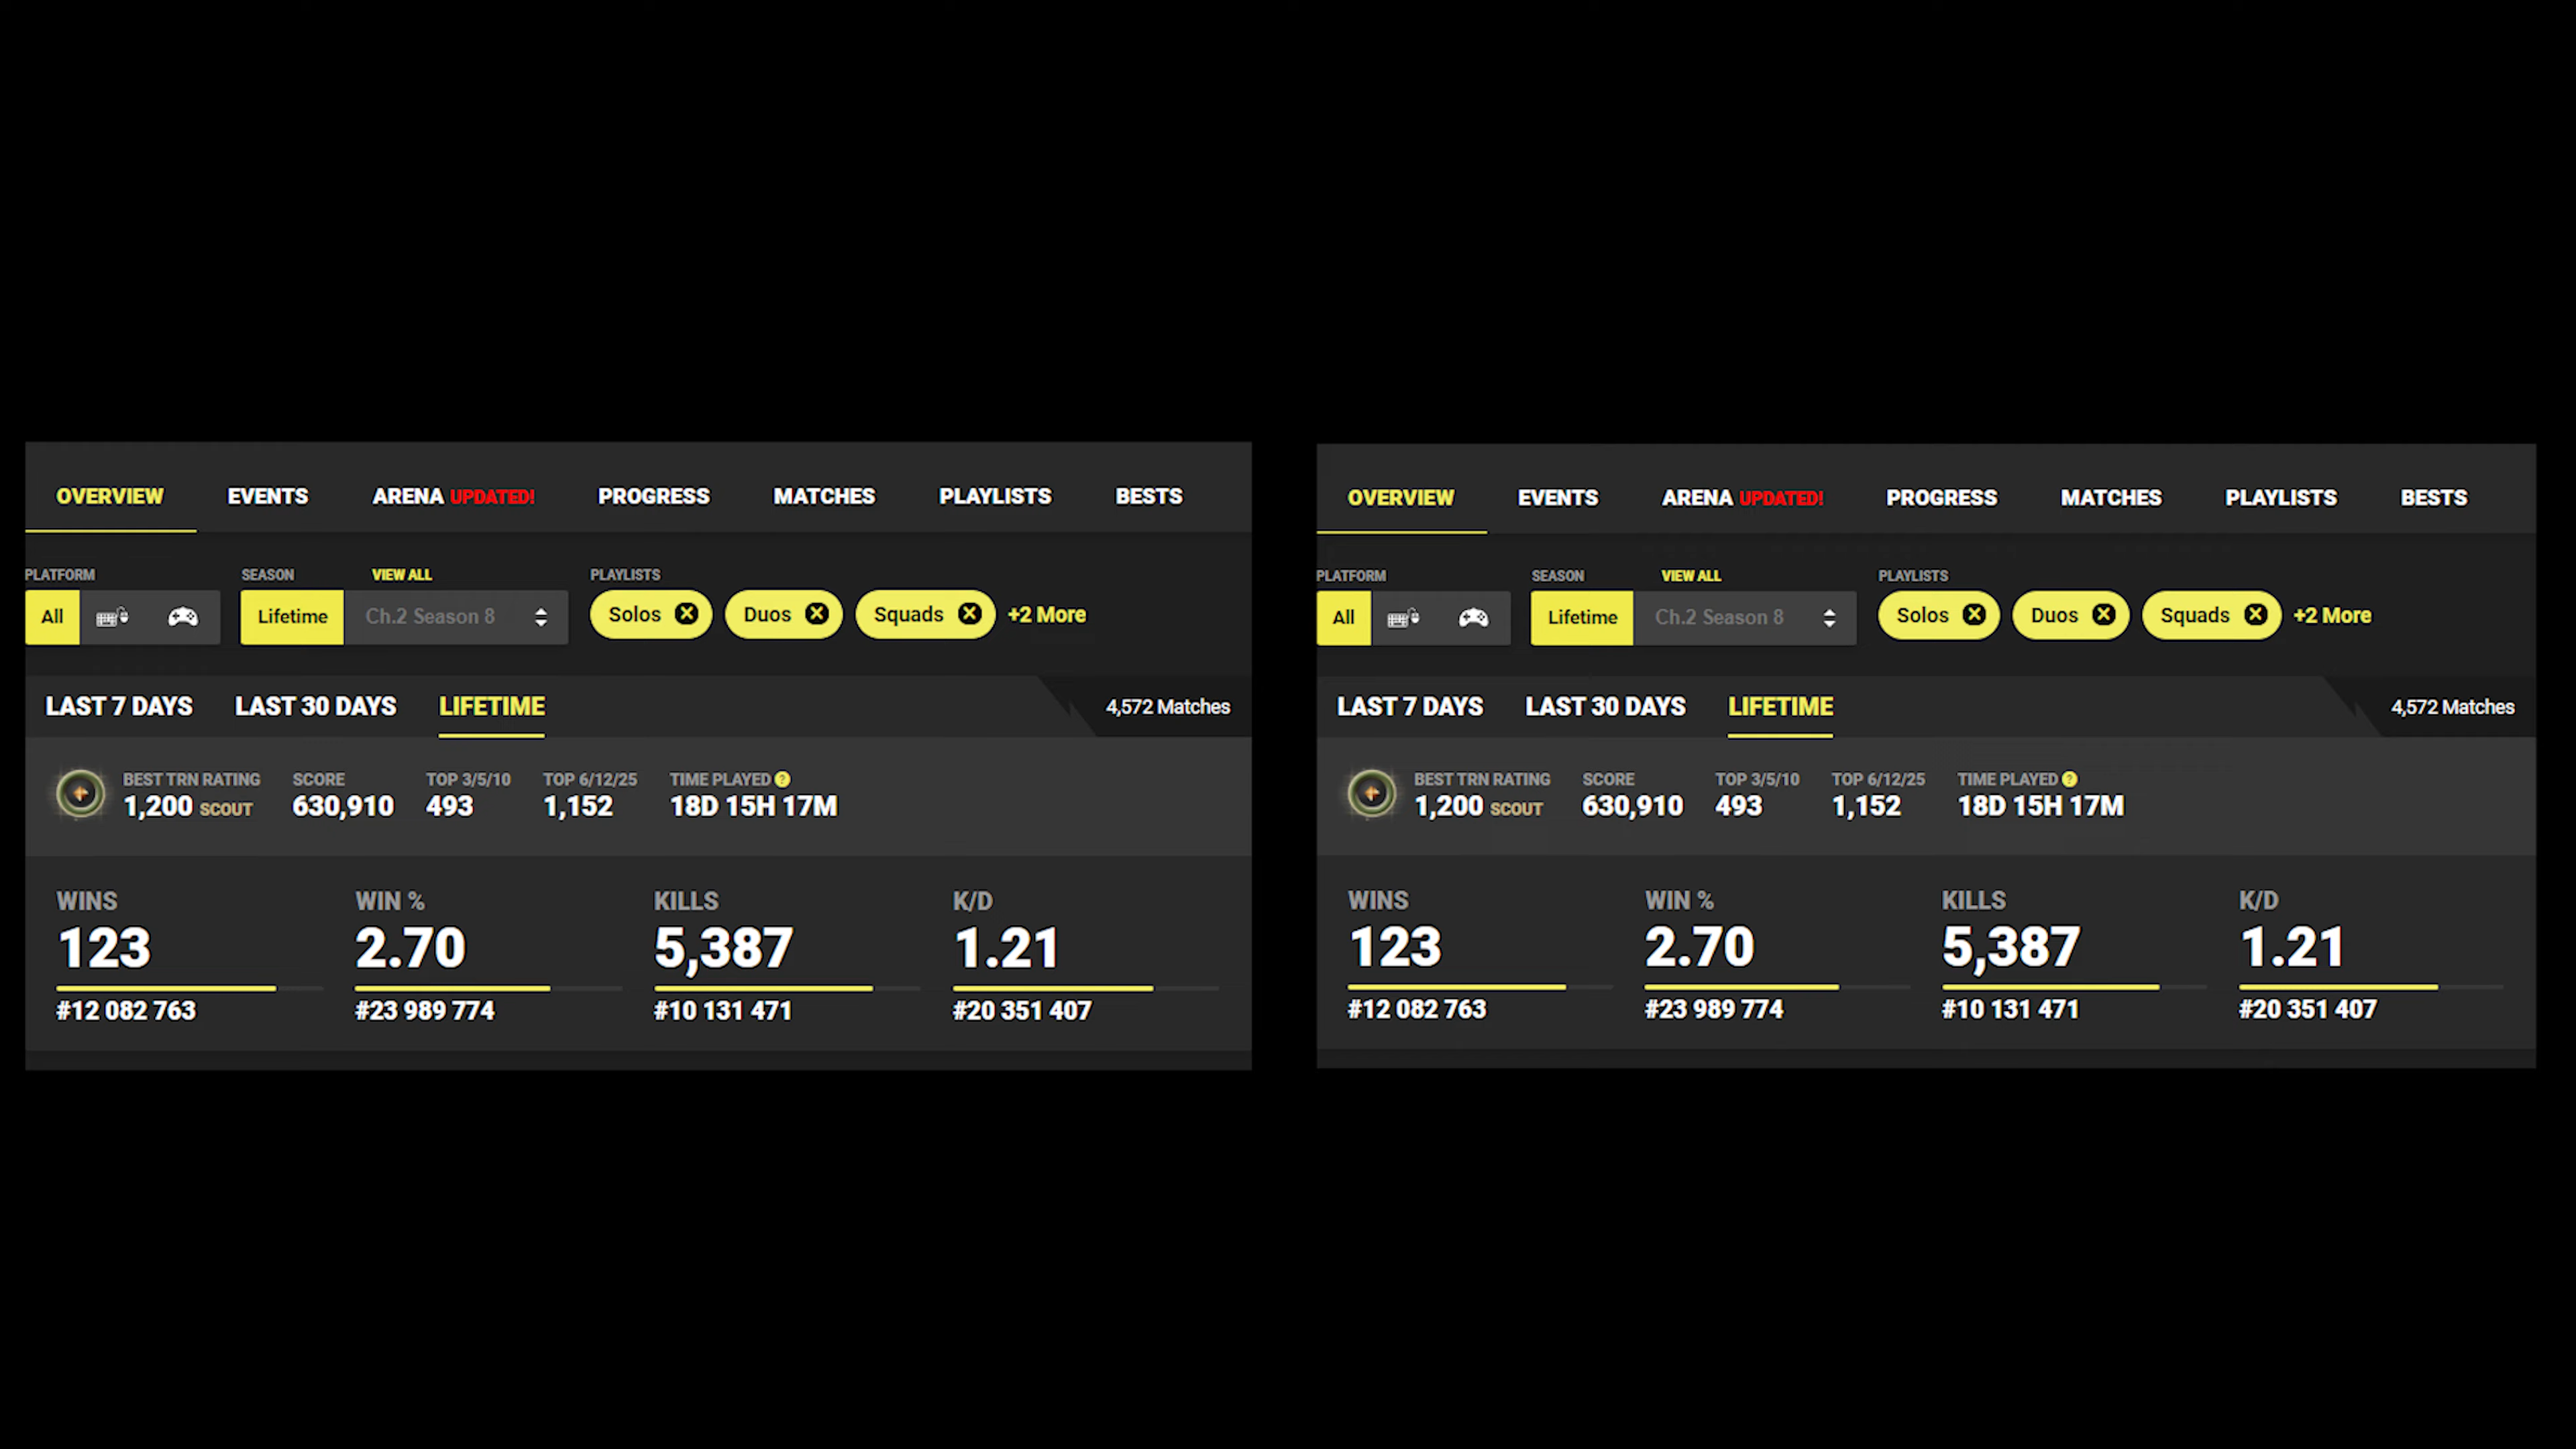 OVERVIEW EVENTS ARENA UPDATED! PROGRESS MATCHES PLAYLISTS BESTS
PLATFORM SEASON VIEW ALL PLAYLISTS
All Lifetime Ch.2 Season 8 Solos Duos Squads +2 More
LAST 7 DAYS LAST 30 DAYS LIFETIME 4,572 Matches
BEST TRN RATING SCORE TOP 3/5/10 TOP 6/12/25 TIME PLAYED ?
1,200 SCOUT 630,910 493 1,152 18D 15H 17M
WINS WIN % KILLS K/D
123 2.70 5,387 1.21
#12 082 763 #23 989 774 #10 131 471 #20 351 407
OVERVIEW EVENTS ARENA UPDATED! PROGRESS MATCHES PLAYLISTS BESTS
PLATFORM SEASON VIEW ALL PLAYLISTS
All Lifetime Ch.2 Season 8 Solos Duos Squads +2 More
LAST 7 DAYS LAST 30 DAYS LIFETIME 4,572 Matches
BEST TRN RATING SCORE TOP 3/5/10 TOP 6/12/25 TIME PLAYED ?
1,200 SCOUT 630,910 493 1,152 18D 15H 17M
WINS WIN % KILLS K/D
123 2.70 5,387 1.21
#12 082 763 #23 989 774 #10 131 471 #20 351 407